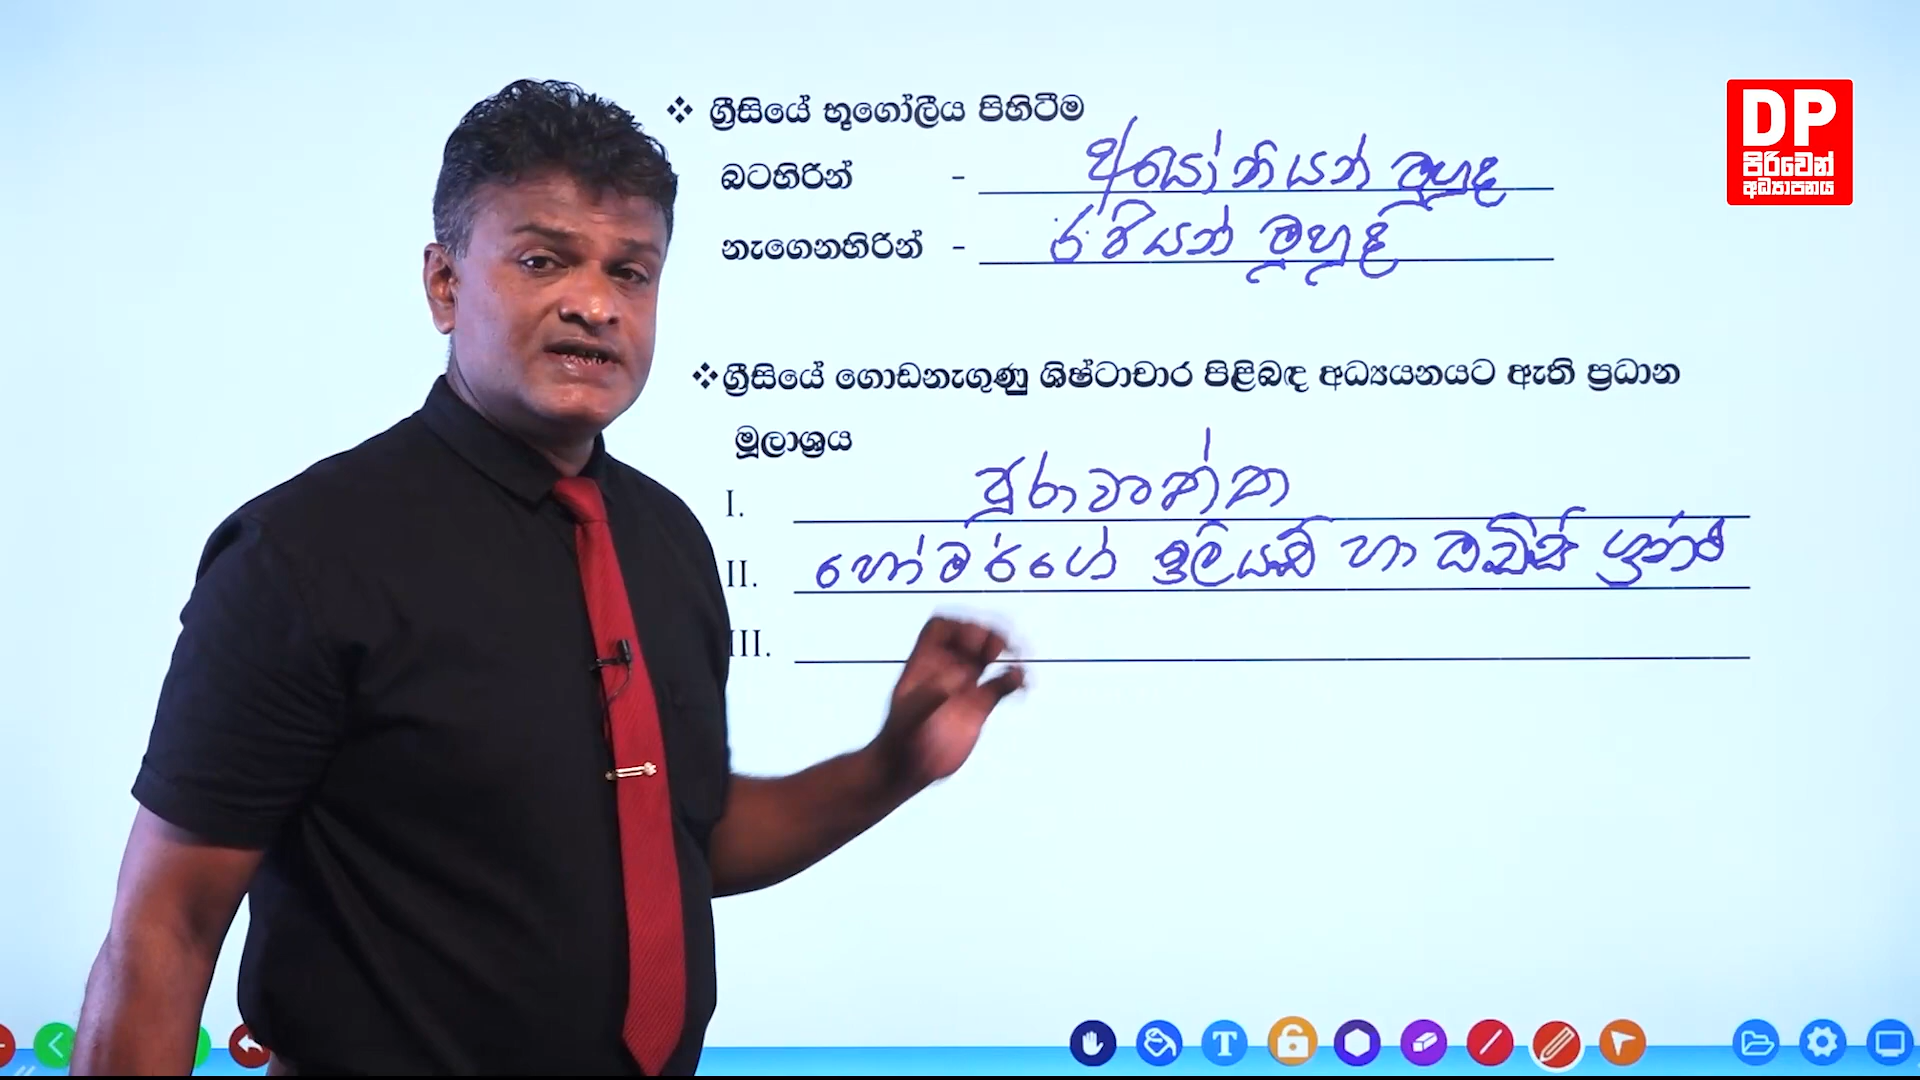 ❖ ග්‍රීසියේ භූගෝලීය පිහිටීම
බටහිරින් - අයෝනියන් මුහුද
නැගෙනහිරින් - ඊජියන් මුහුද
❖ ග්‍රීසියේ ගොඩනැගුණු ශිෂ්ටාචාර පිළිබඳ අධ්‍යයනයට ඇති ප්‍රධාන
මූලාශ්‍රය
I. පුරාවෘත්ත
II. හෝමර්ගේ ඉලියඩ් හා ඔඩිසි ග්‍රන්ථ
III.
DP
පිරිවෙන්
අධ්‍යාපනය
T